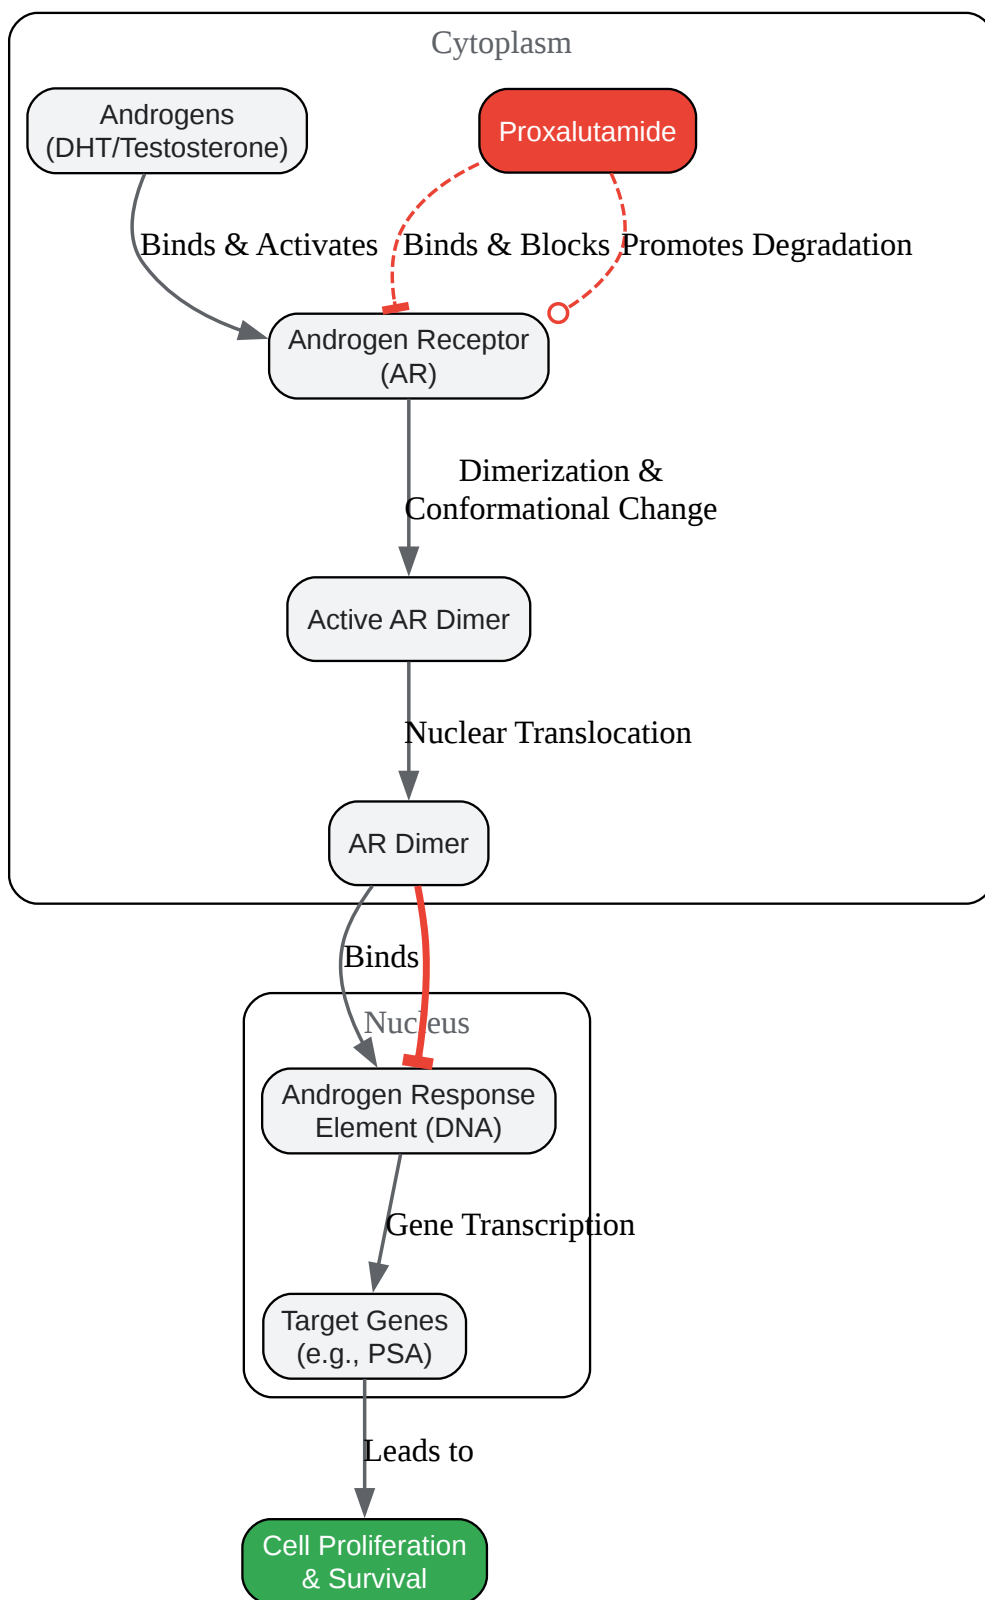 Cytoplasm
Androgens
(DHT/Testosterone)
Proxalutamide
Binds & Activates
Binds & Blocks
Promotes Degradation
Androgen Receptor
(AR)
Dimerization &
Conformational Change
Active AR Dimer
Nuclear Translocation
AR Dimer
Binds
Nucleus
Androgen Response
Element (DNA)
Gene Transcription
Target Genes
(e.g., PSA)
Leads to
Cell Proliferation
& Survival